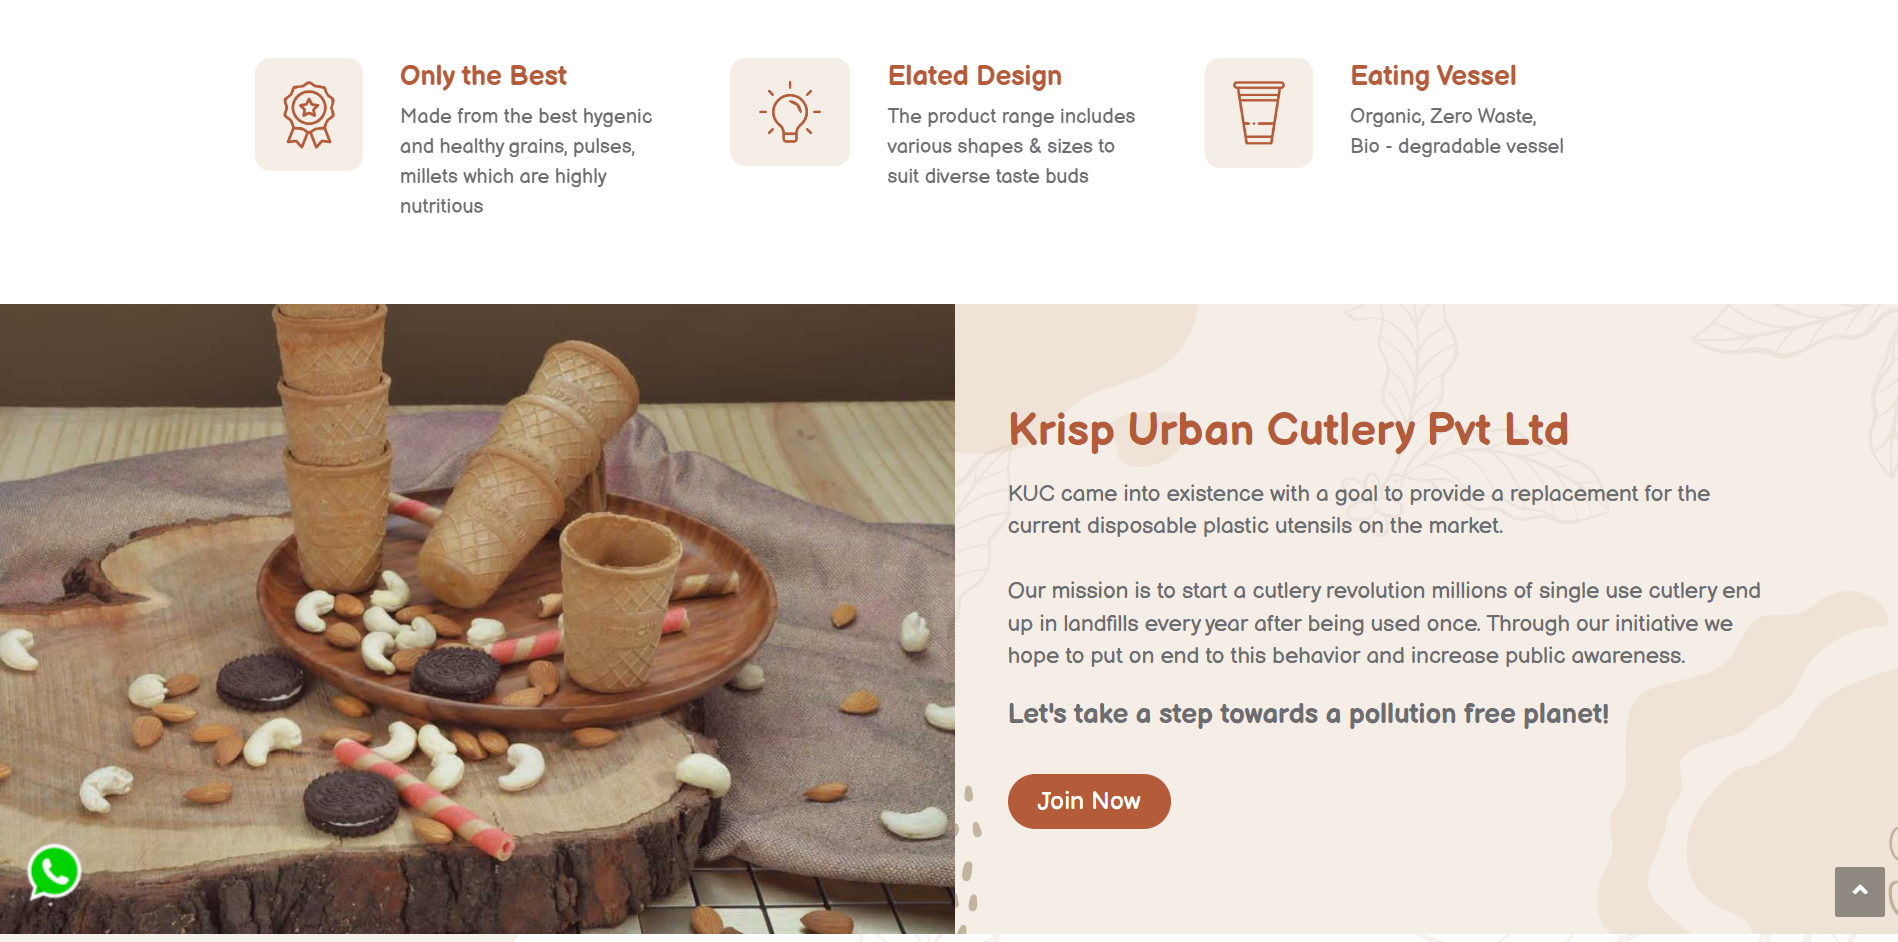 Only the Best
Made from the best hygenic
and healthy grains, pulses,
millets which are highly
nutritious
Elated Design
The product range includes
various shapes & sizes to
suit diverse taste buds
Eating Vessel
Organic, Zero Waste,
Bio - degradable vessel
Krisp Urban Cutlery Pvt Ltd
KUC came into existence with a goal to provide a replacement for the
current disposable plastic utensils on the market.
Our mission is to start a cutlery revolution millions of single use cutlery end
up in landfills every year after being used once. Through our initiative we
hope to put on end to this behavior and increase public awareness.
Let's take a step towards a pollution free planet!
Join Now